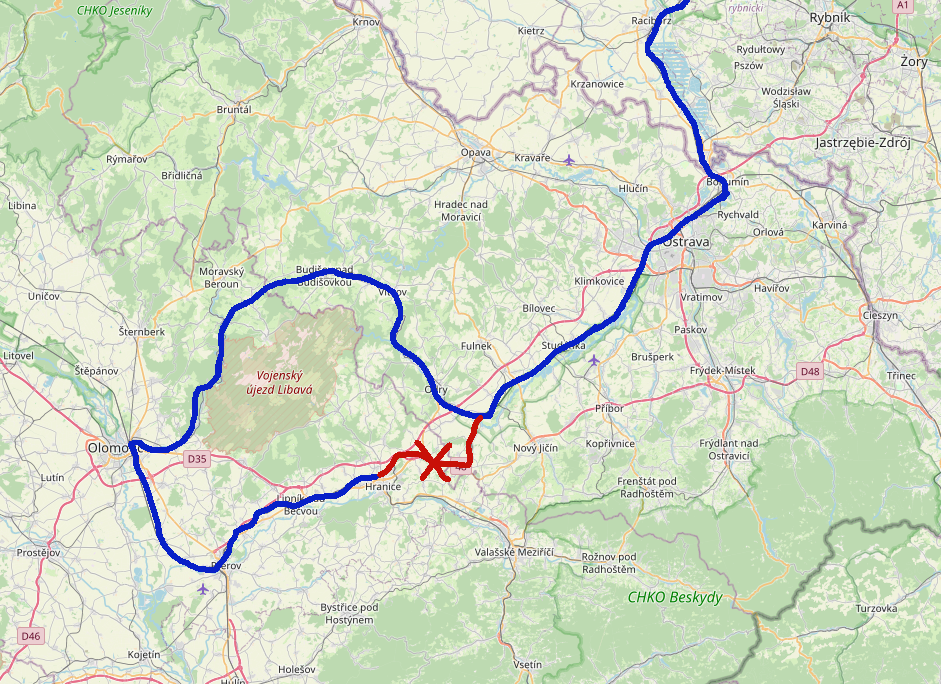 CHKO Jeseníky
Krnov
Kietrz
Racibórz
rybnicki
Rybnik
A1
Rydułtowy
Pszów
Żory
Krzanowice
Wodzisław
Śląski
Bruntál
Jastrzębie-Zdrój
Rýmařov
Opava
Kravaře
Břidličná
Hlučín
Bohumín
Libina
Hradec nad
Moravicí
Rychvald
Orlová
Karviná
Ostrava
Moravský
Beroun
Budišov nad
Budišovkou
Klimkovice
Vítkov
Vratimov
Havířov
Uničov
Bílovec
Cieszyn
Šternberk
Paskov
Litovel
Fulnek
Studénka
Brušperk
Štěpánov
Vojenský
újezd Libavá
Odry
Frýdek-Místek
D48
Třinec
Příbor
Olomouc
D35
Nový Jičín
Kopřivnice
Frýdlant nad
Ostravicí
Lutín
Hranice
Frenštát pod
Radhoštěm
Lipník nad
Bečvou
Prostějov
Valašské Meziříčí
Rožnov pod
Radhoštěm
Přerov
CHKO Beskydy
Bystřice pod
Hostýnem
Turzovka
D46
Kojetín
Vsetín
Holešov
Hulín